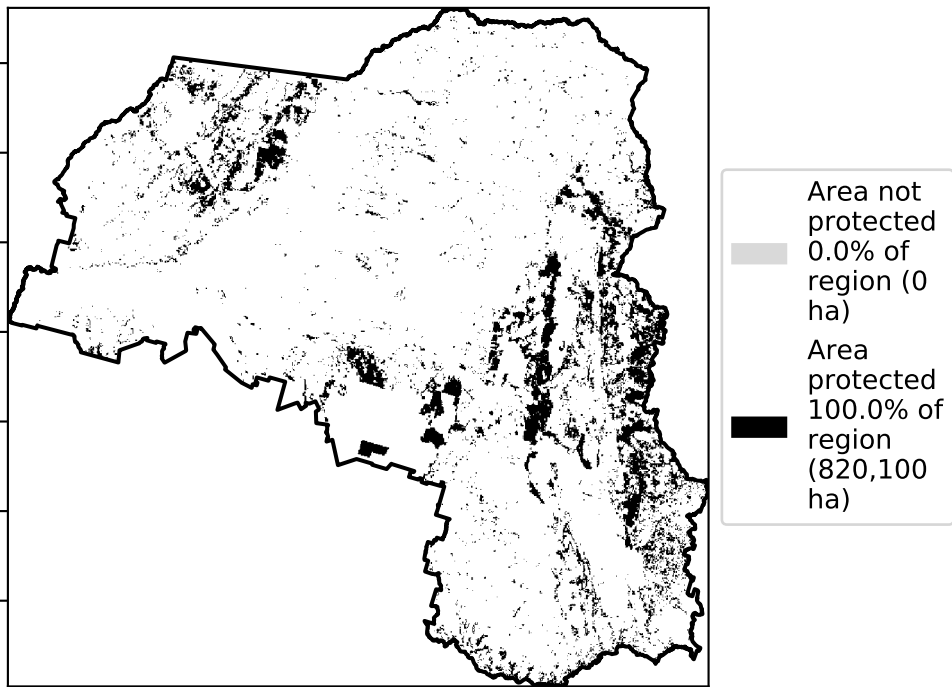 Area not
protected
0.0% of
region (0
ha)
Area
protected
100.0% of
region
(820,100
ha)